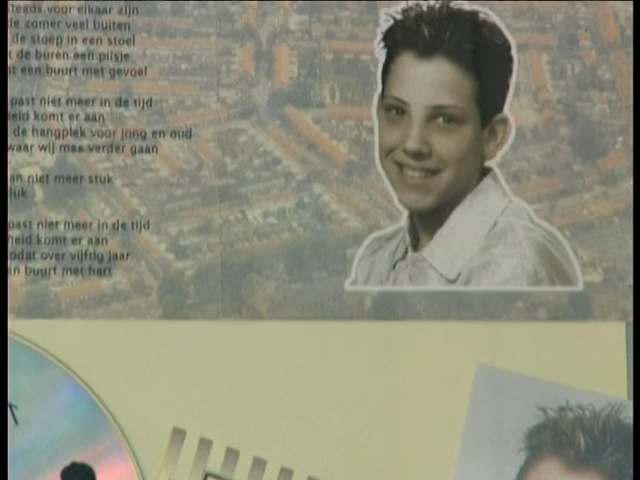 teeds voor elkaar zijn
ie zomer veel buiten
de stoep in een stoel
t de buren een pilsje
t een buurt met gevoel
past niet meer in de tijd
heid komt er aan
de hangplek voor jong en oud
waar wij mee verder gaan
an niet meer stuk
luk
past niet meer in de tijd
heid komt er aan
odat over vijftig jaar
in buurt met hart